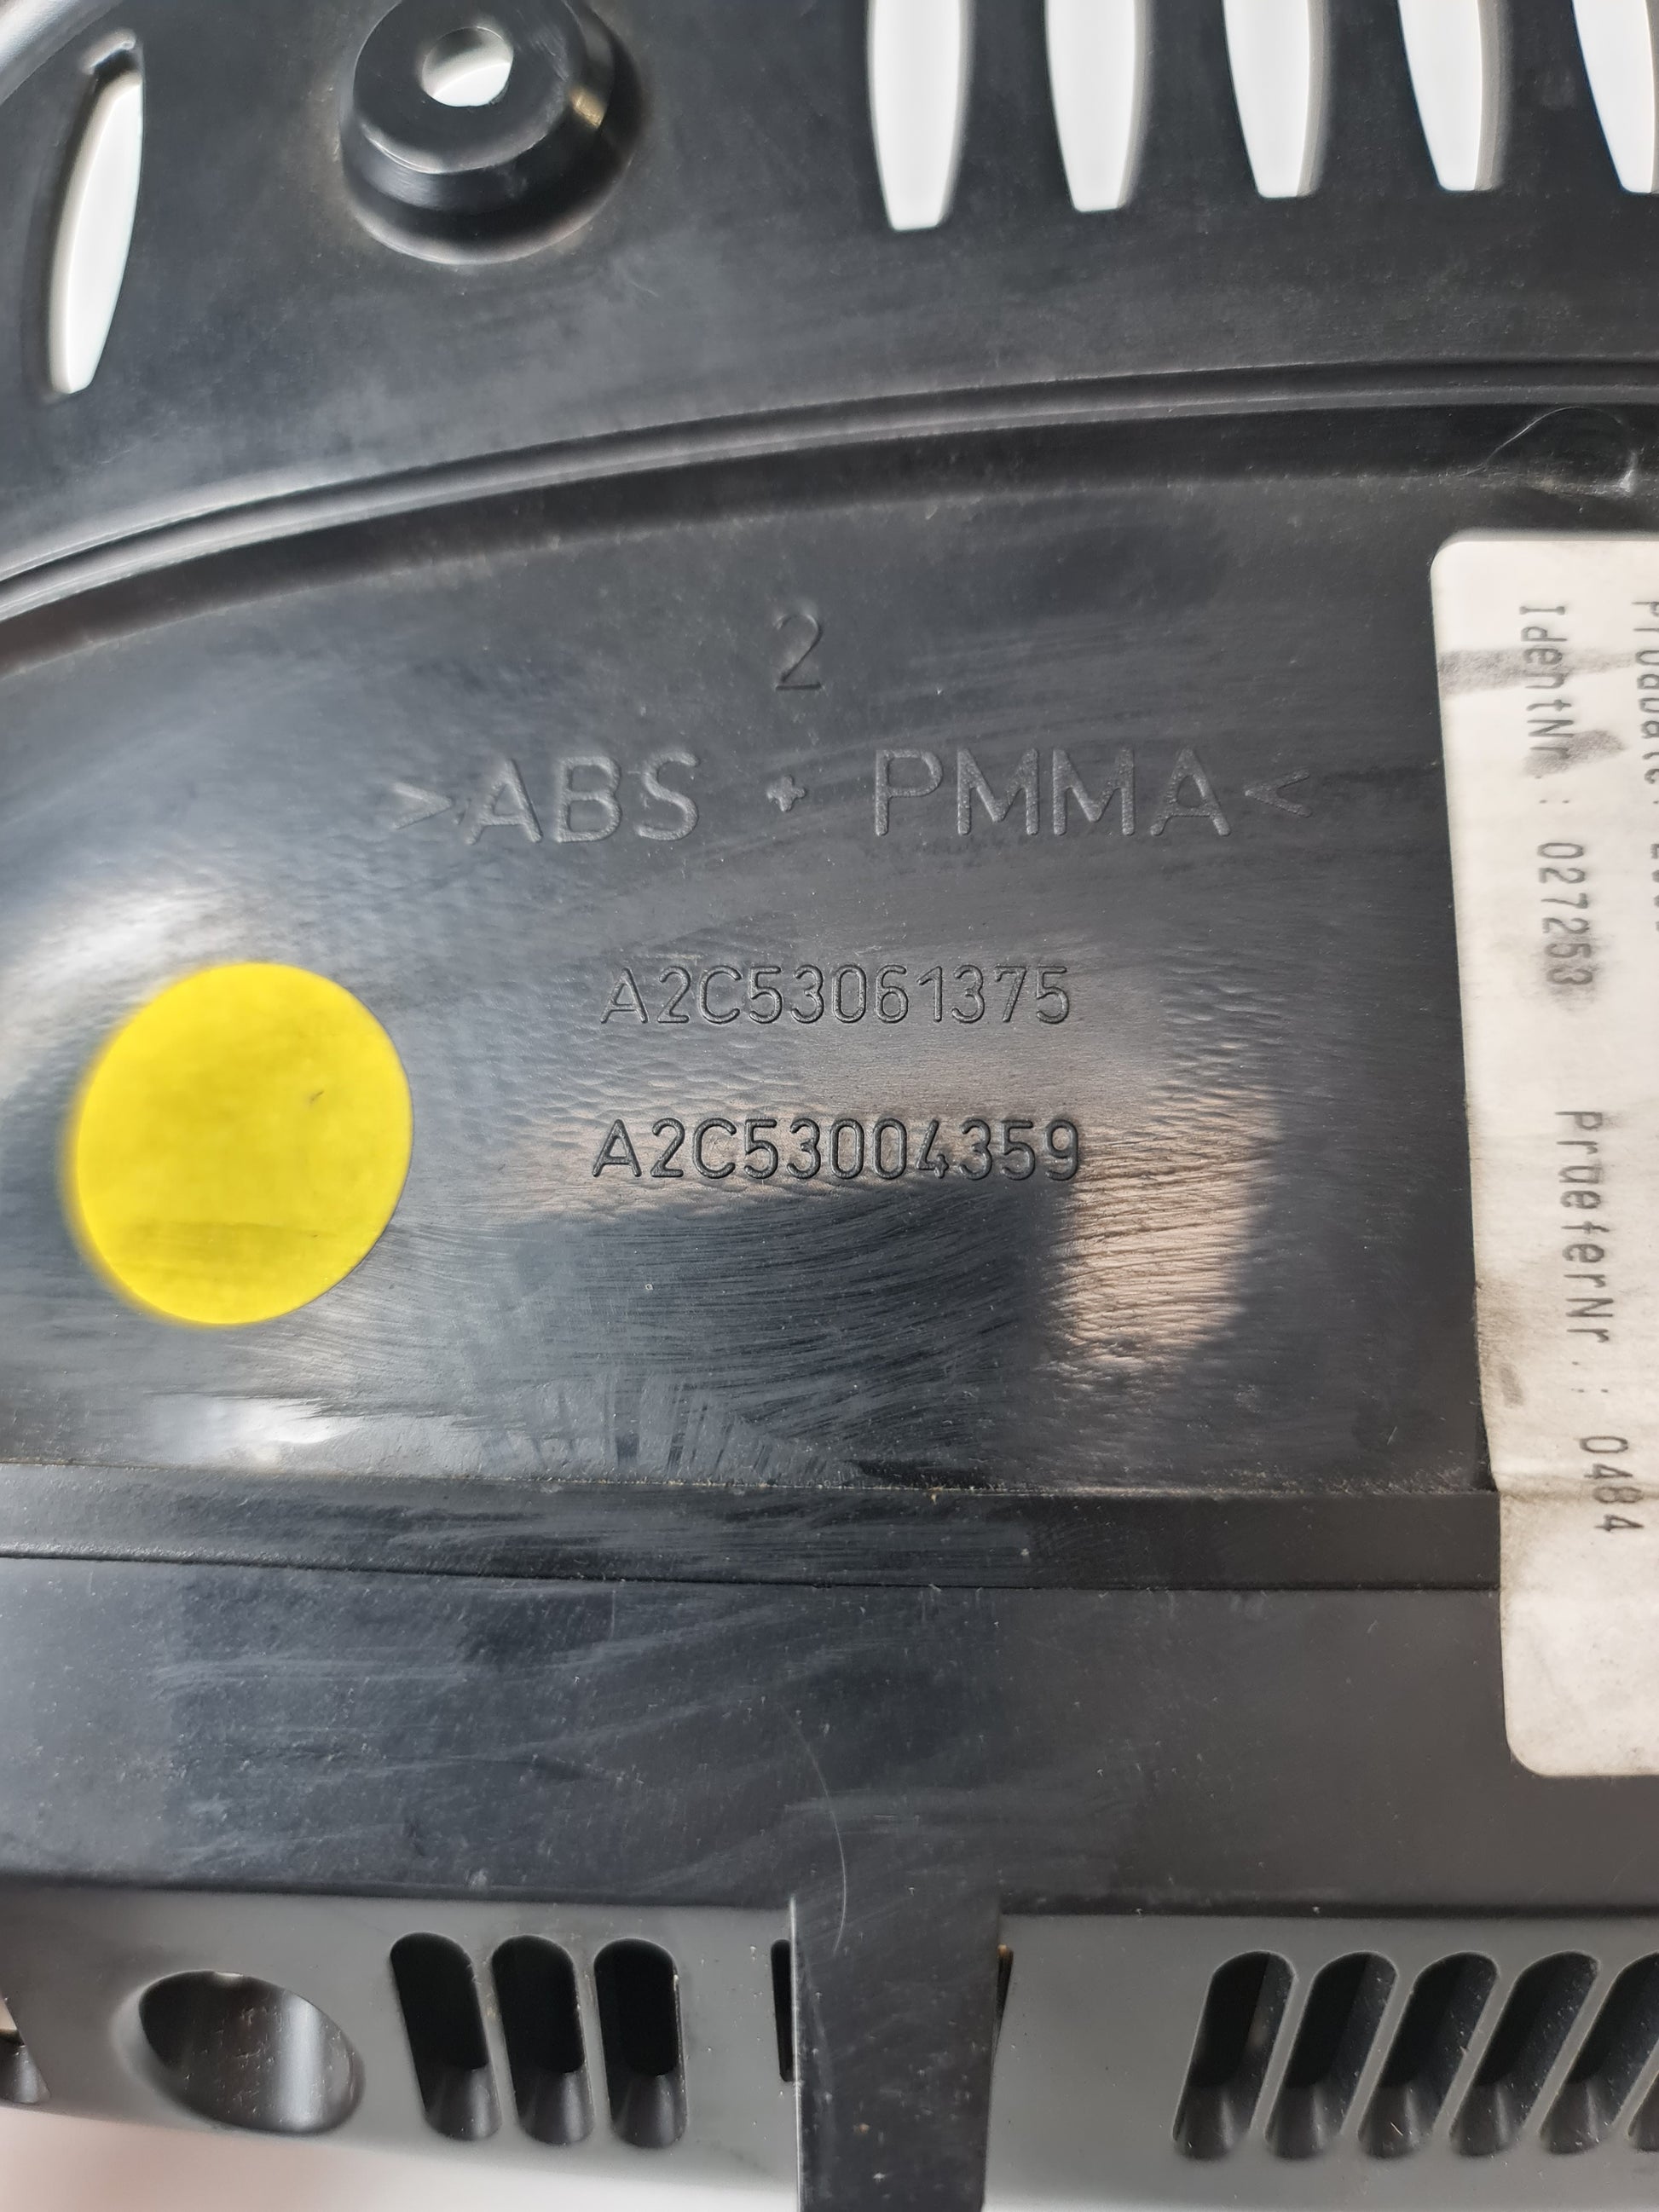 2
>ABS + PMMA<
A2C53061375
A2C53004359
IdentNr: 027253 PrueferNr: 0484